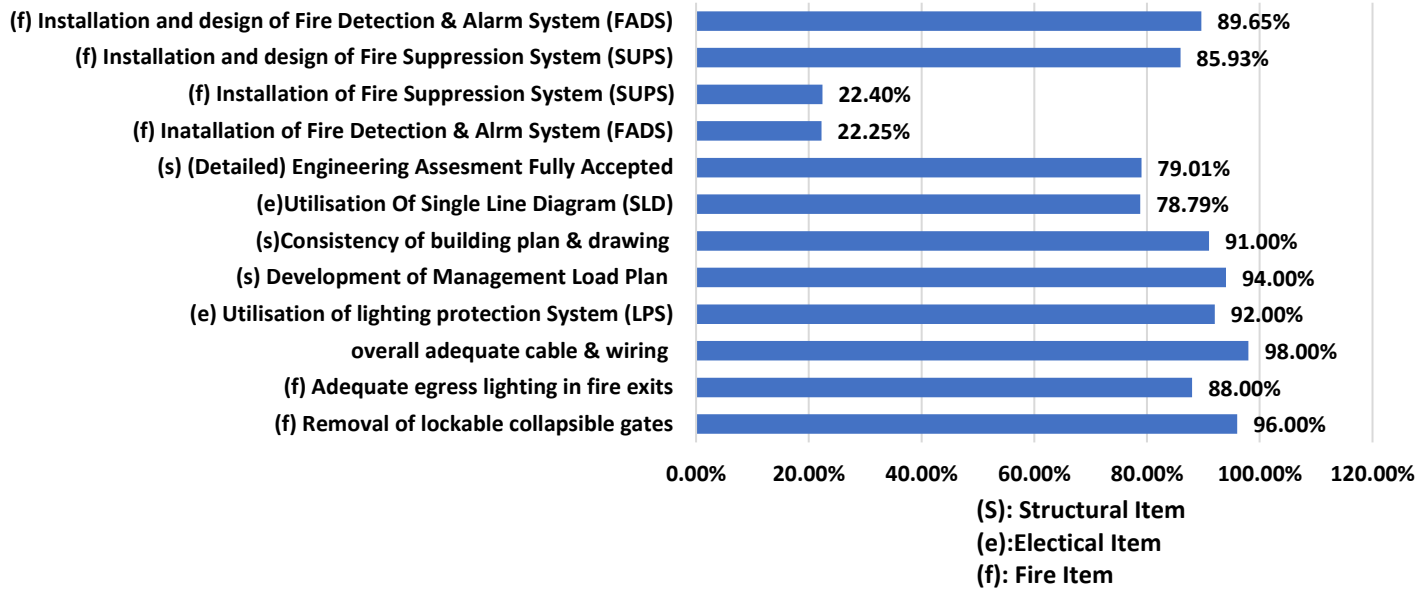 (f) Installation and design of Fire Detection & Alarm System (FADS)
89.65%
(f) Installation and design of Fire Suppression System (SUPS)
85.93%
(f) Installation of Fire Suppression System (SUPS)
22.40%
(f) Inatallation of Fire Detection & Alrm System (FADS)
22.25%
(s) (Detailed) Engineering Assesment Fully Accepted
79.01%
(e)Utilisation Of Single Line Diagram (SLD)
78.79%
(s)Consistency of building plan & drawing
91.00%
(s) Development of Management Load Plan
94.00%
(e) Utilisation of lighting protection System (LPS)
92.00%
overall adequate cable & wiring
98.00%
(f) Adequate egress lighting in fire exits
88.00%
(f) Removal of lockable collapsible gates
96.00%
0.00% 20.00% 40.00% 60.00% 80.00% 100.00% 120.00%
(S): Structural Item
(e):Electical Item
(f): Fire Item